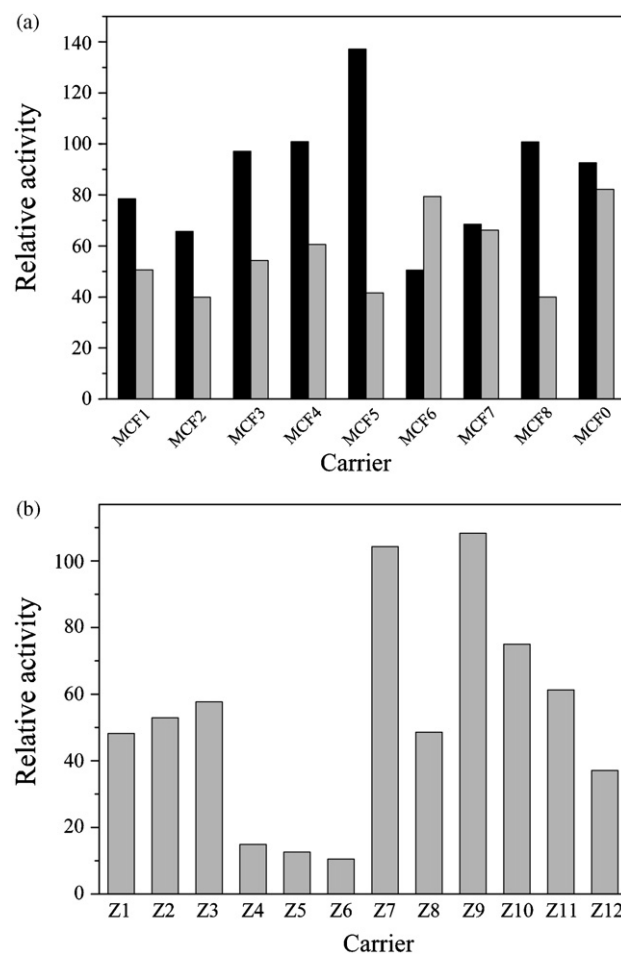 (a)
140
120
100
80
60
40
20
0
Relative activity
MCF1 MCF2 MCF3 MCF4 MCF5 MCF6 MCF7 MCF8 MCF0
Carrier
(b)
100
80
60
40
20
0
Relative activity
Z1 Z2 Z3 Z4 Z5 Z6 Z7 Z8 Z9 Z10 Z11 Z12
Carrier